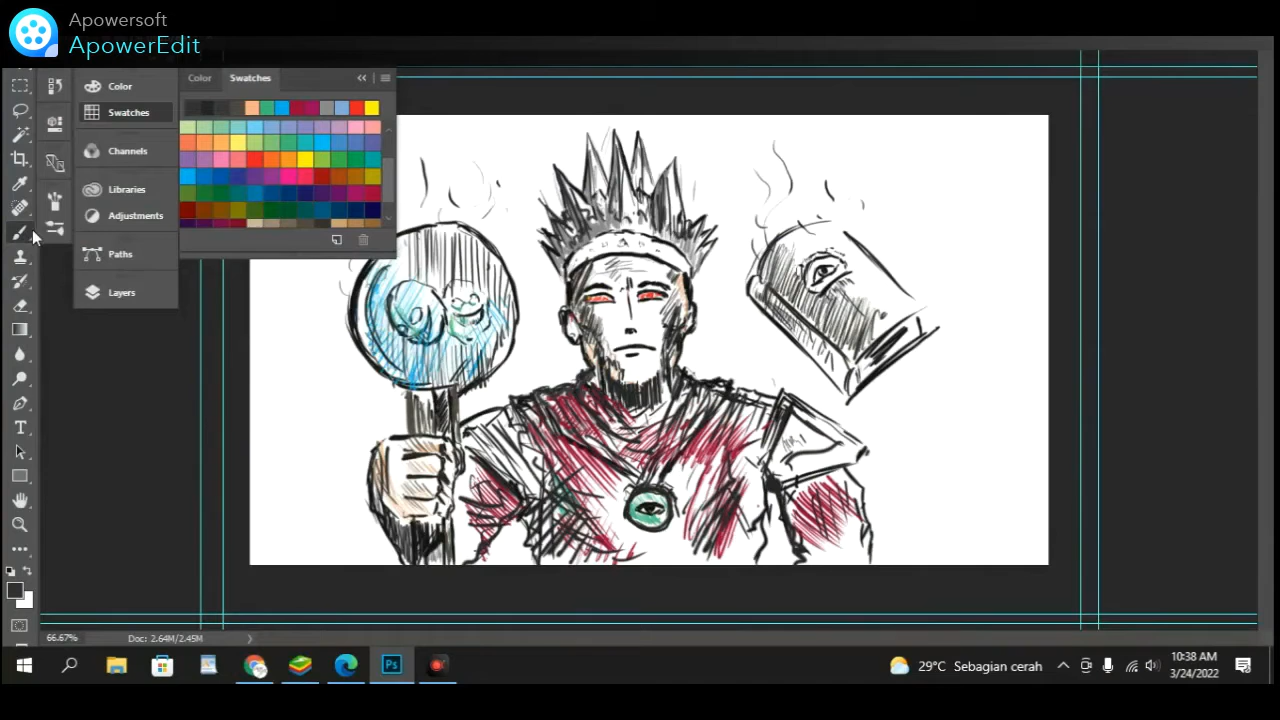 Apowersoft
ApowerEdit
Color
Swatches
Channels
Libraries
Adjustments
Paths
Layers
Color
Swatches
T
66.67%
Doc: 2.64M/2.45M
Ps
29°C Sebagian cerah
10:38 AM
3/24/2022